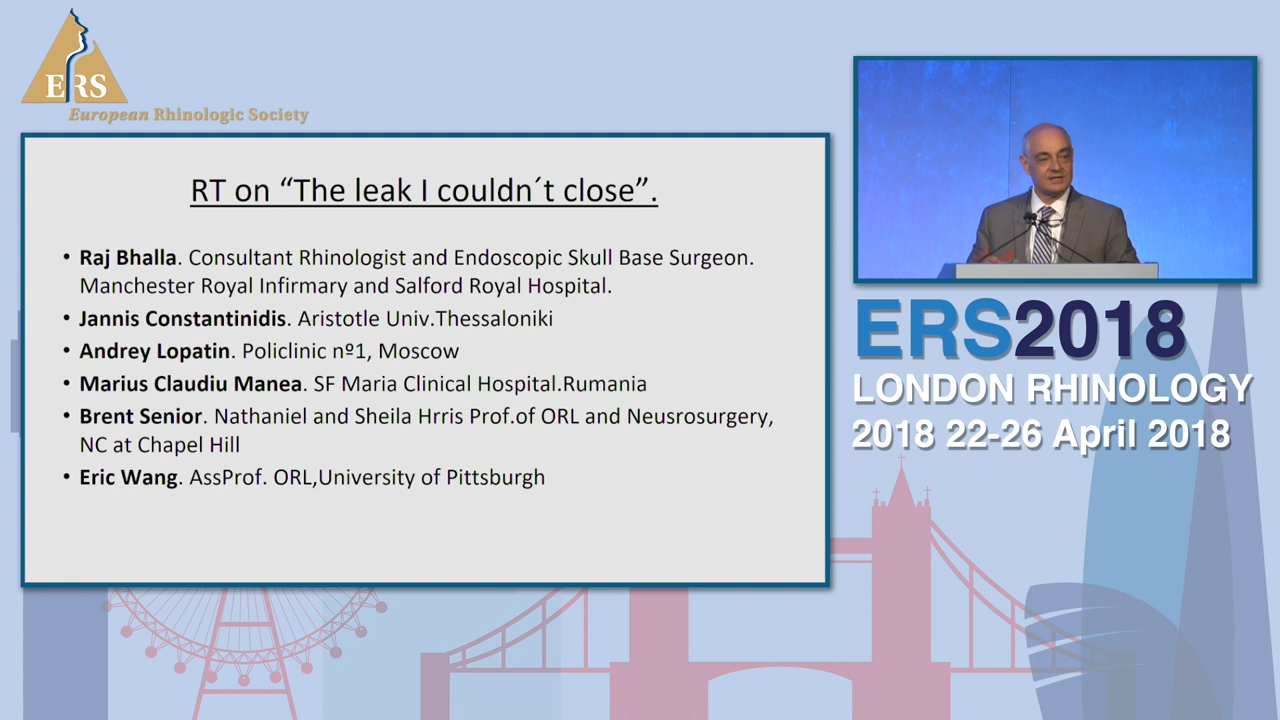 ERS
European Rhinologic Society
RT on “The leak I couldn´t close”.
• Raj Bhalla. Consultant Rhinologist and Endoscopic Skull Base Surgeon.
Manchester Royal Infirmary and Salford Royal Hospital.
• Jannis Constantinidis. Aristotle Univ.Thessaloniki
• Andrey Lopatin. Policlinic nº1, Moscow
• Marius Claudiu Manea. SF Maria Clinical Hospital.Rumania
• Brent Senior. Nathaniel and Sheila Hrris Prof.of ORL and Neusrosurgery,
NC at Chapel Hill
• Eric Wang. AssProf. ORL,University of Pittsburgh
ERS2018
LONDON RHINOLOGY
2018 22-26 April 2018